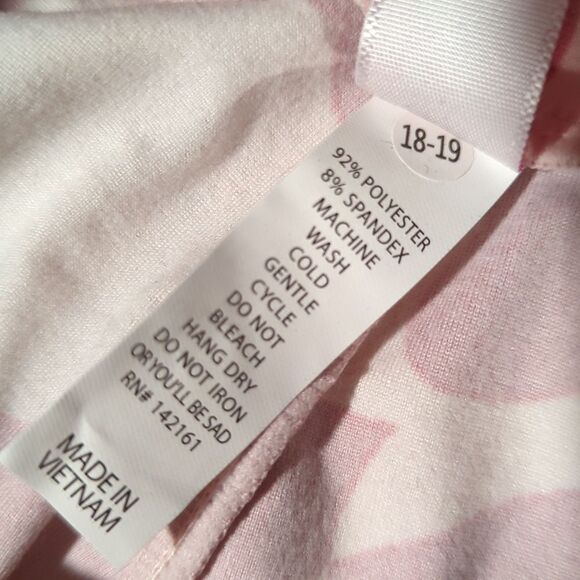 18-19
92% POLYESTER
8% SPANDEX
MACHINE
WASH
COLD
GENTLE
CYCLE
DO NOT
BLEACH
HANG DRY
DO NOT IRON
OR YOU'LL BE SAD
RN# 142161
MADE IN
VIETNAM